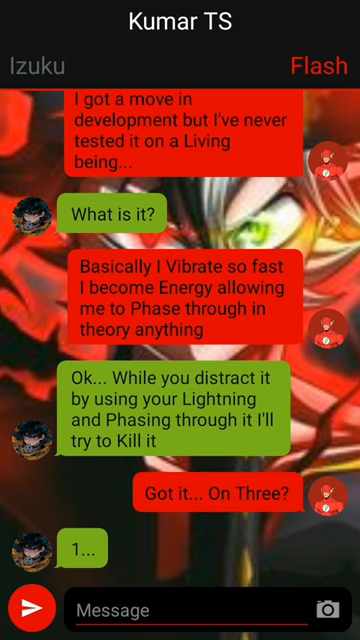 Kumar TS
Izuku
Flash
I got a move in
development but I've never
tested it on a Living
being...
What is it?
Basically I Vibrate so fast
I become Energy allowing
me to Phase through in
theory anything
Ok... While you distract it
by using your Lightning
and Phasing through it I'll
try to Kill it
Got it... On Three?
1...
Message